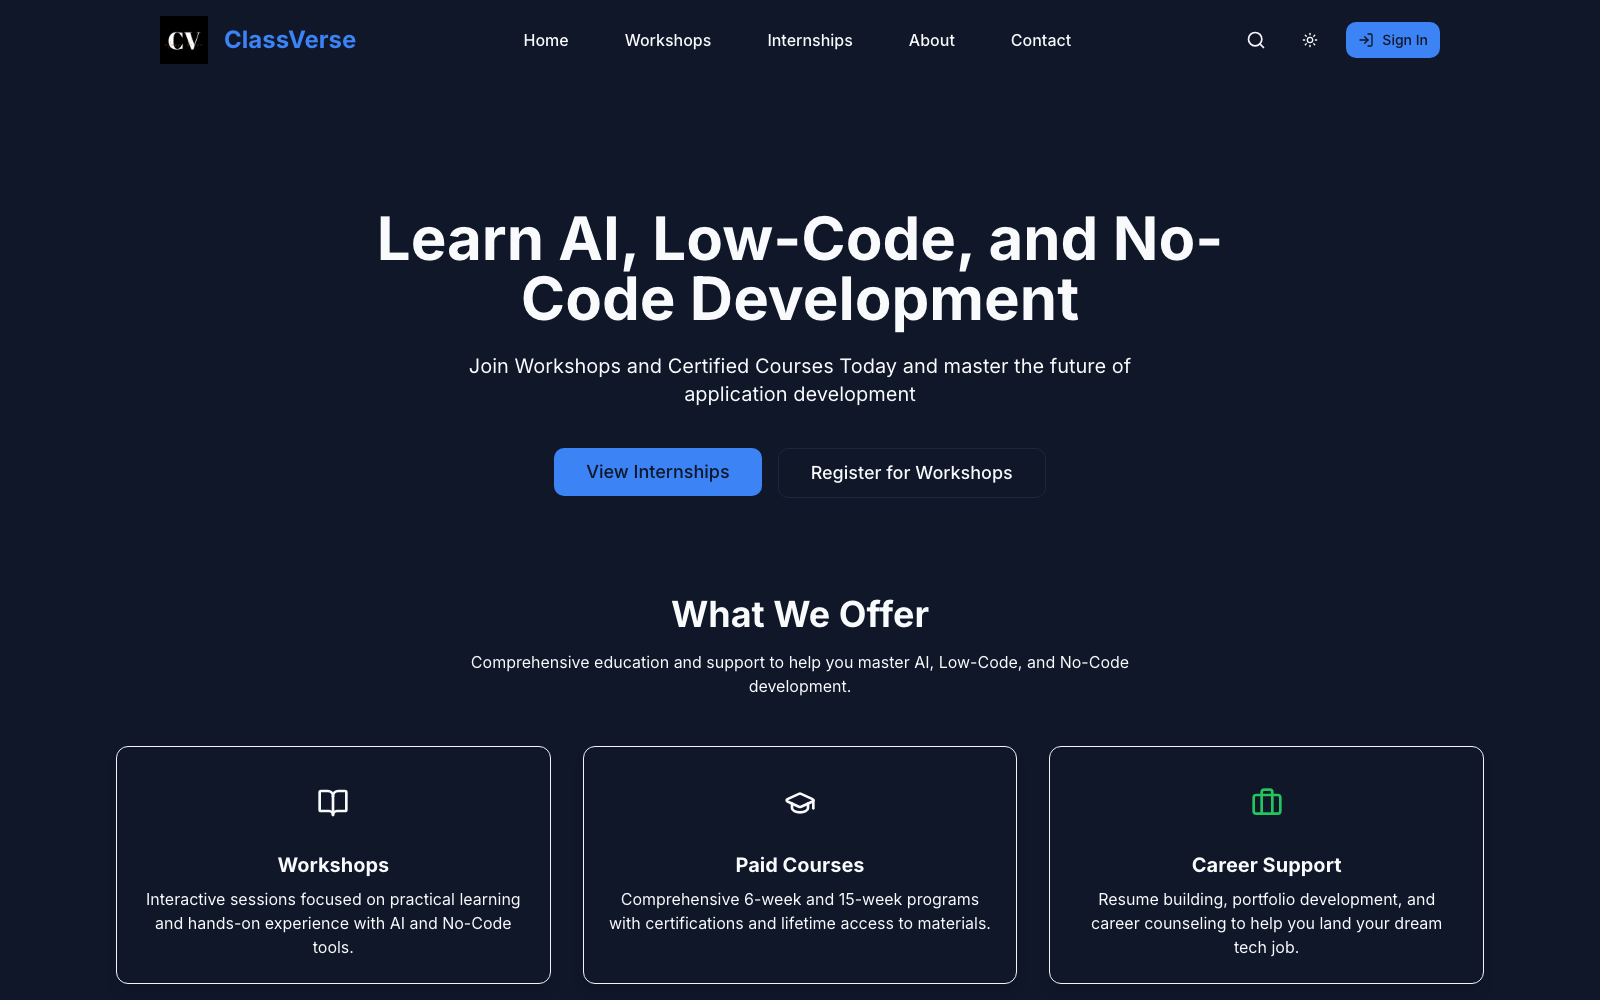 CV
ClassVerse
Home
Workshops
Internships
About
Contact
Sign In
Learn AI, Low-Code, and No-
Code Development
Join Workshops and Certified Courses Today and master the future of
application development
View Internships
Register for Workshops
What We Offer
Comprehensive education and support to help you master AI, Low-Code, and No-Code
development.
Workshops
Interactive sessions focused on practical learning
and hands-on experience with AI and No-Code
tools.
Paid Courses
Comprehensive 6-week and 15-week programs
with certifications and lifetime access to materials.
Career Support
Resume building, portfolio development, and
career counseling to help you land your dream
tech job.